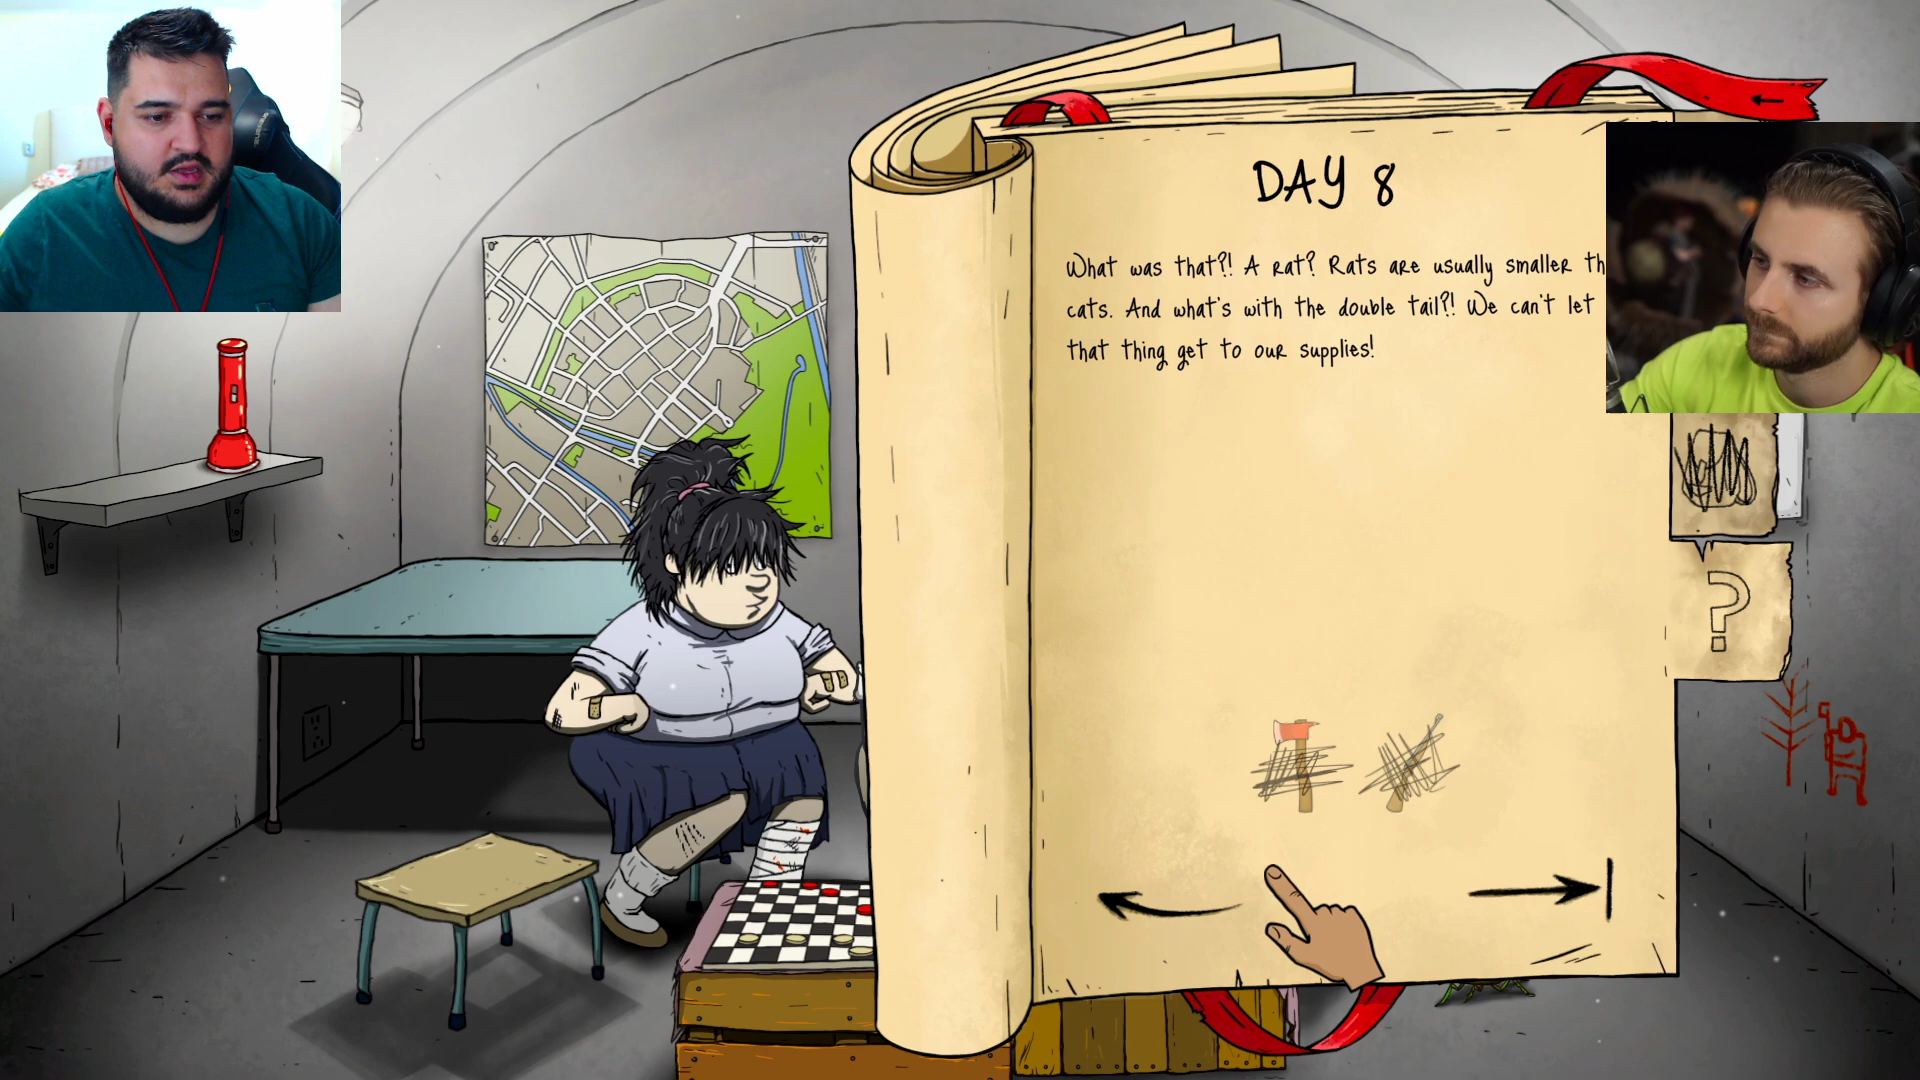 DAY 8
What was that?! A rat? Rats are usually smaller th
cats. And what's with the double tail?! We can't let
that thing get to our supplies!
?